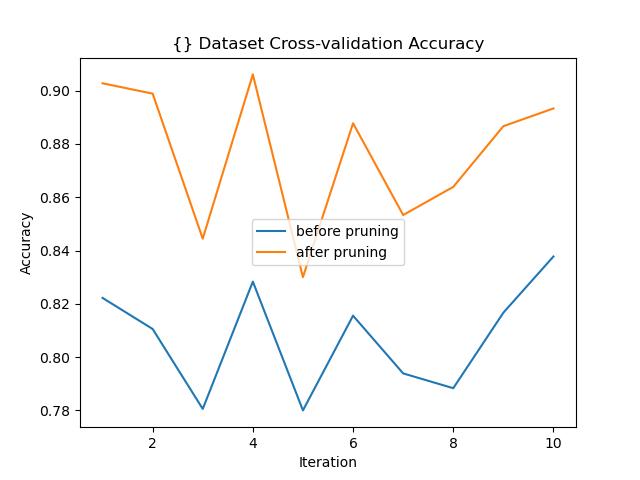 {} Dataset Cross-validation Accuracy
0.90
0.88
0.86
0.84
0.82
0.80
0.78
Accuracy
before pruning
after pruning
2
4
6
8
10
Iteration